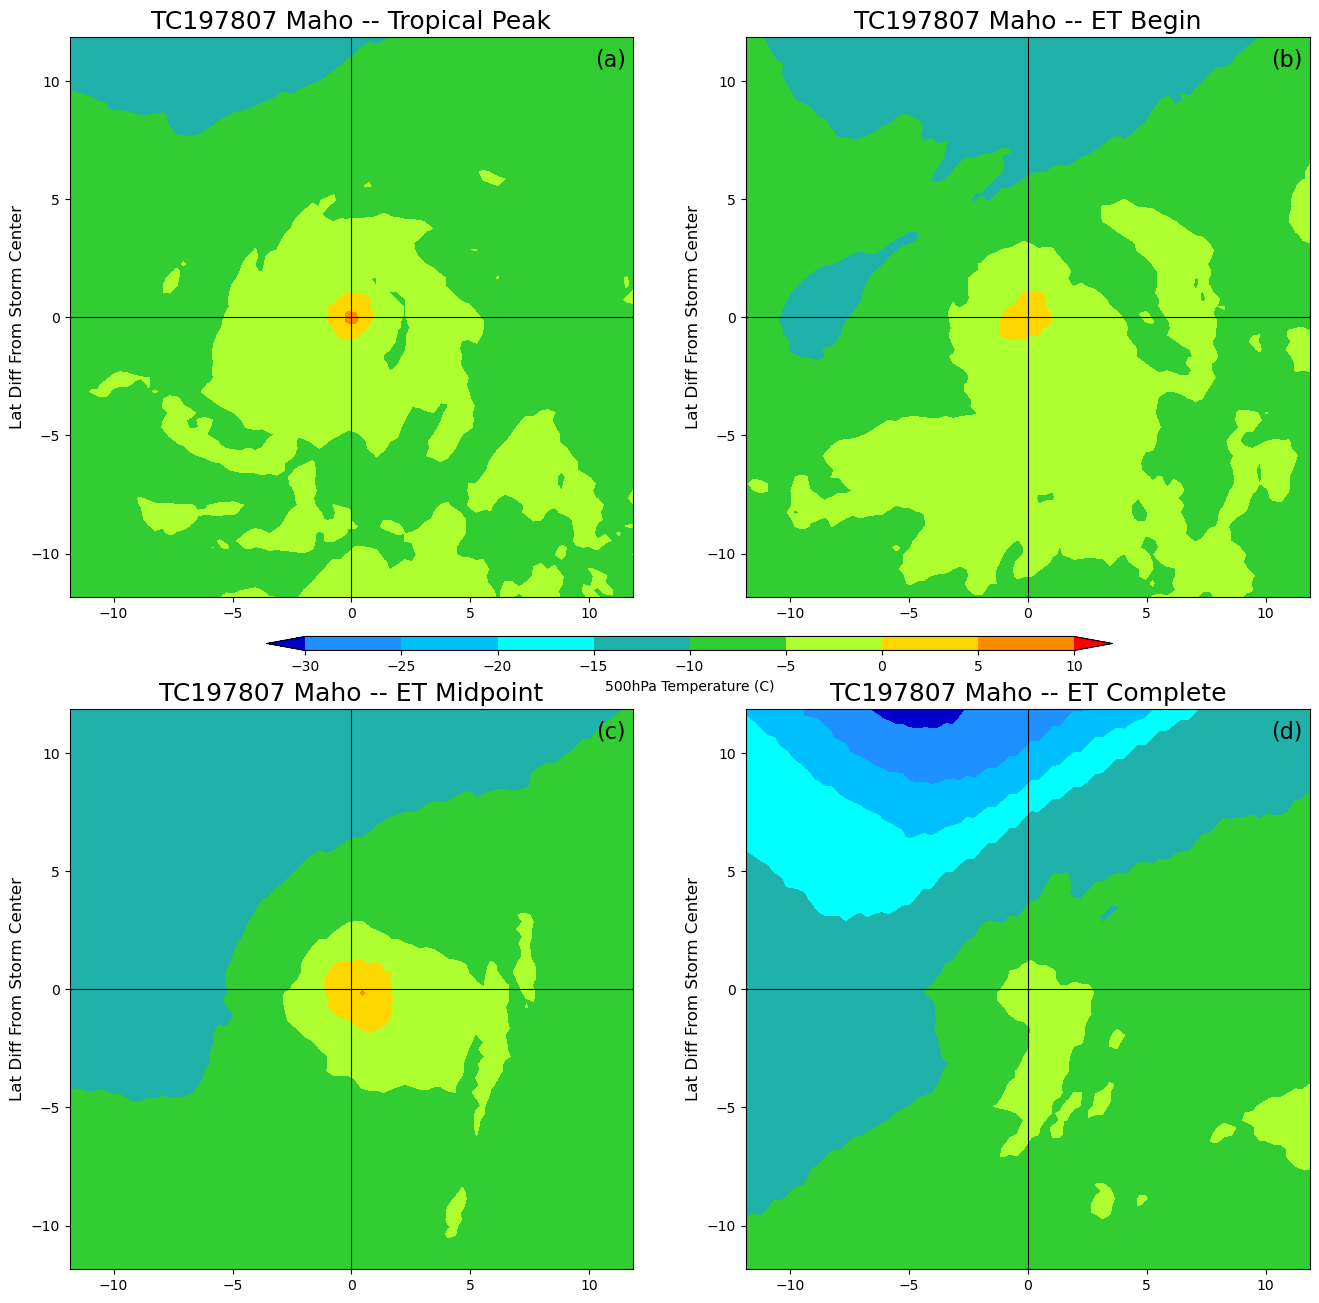 TC197807 Maho -- Tropical Peak
TC197807 Maho -- ET Begin
(a)
(b)
Lat Diff From Storm Center
Lat Diff From Storm Center
10
5
0
−5
−10
10
5
0
−5
−10
−10 −5 0 5 10
−10 −5 0 5 10
−30 −25 −20 −15 −10 −5 0 5 10
500hPa Temperature (C)
TC197807 Maho -- ET Midpoint
TC197807 Maho -- ET Complete
(c)
(d)
Lat Diff From Storm Center
Lat Diff From Storm Center
10
5
0
−5
−10
10
5
0
−5
−10
−10 −5 0 5 10
−10 −5 0 5 10